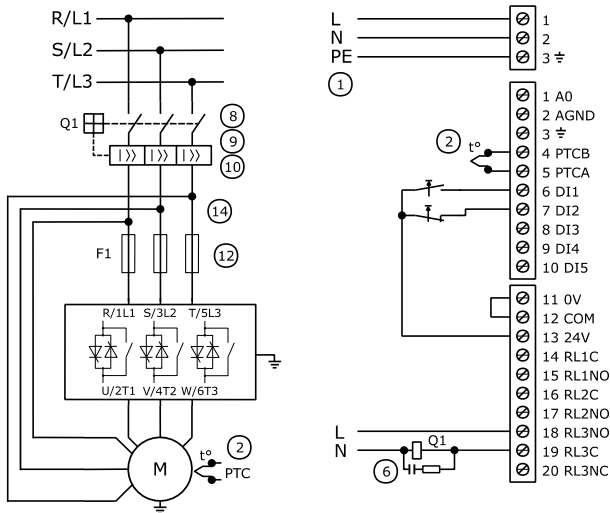 R/L1
S/L2
T/L3
Q1
8
9
10
14
F1
12
R/1L1 S/3L2 T/5L3
U/2T1 V/4T2 W/6T3
M
t°
2
PTC
L
N
PE
1
1
2
3
1 A0
2 AGND
3
4 PTCB
5 PTCA
6 DI1
7 DI2
8 DI3
9 DI4
10 DI5
2
t°
11 0V
12 COM
13 24V
14 RL1C
15 RL1NO
16 RL2C
17 RL2NO
18 RL3NO
19 RL3C
20 RL3NC
L
N
Q1
6